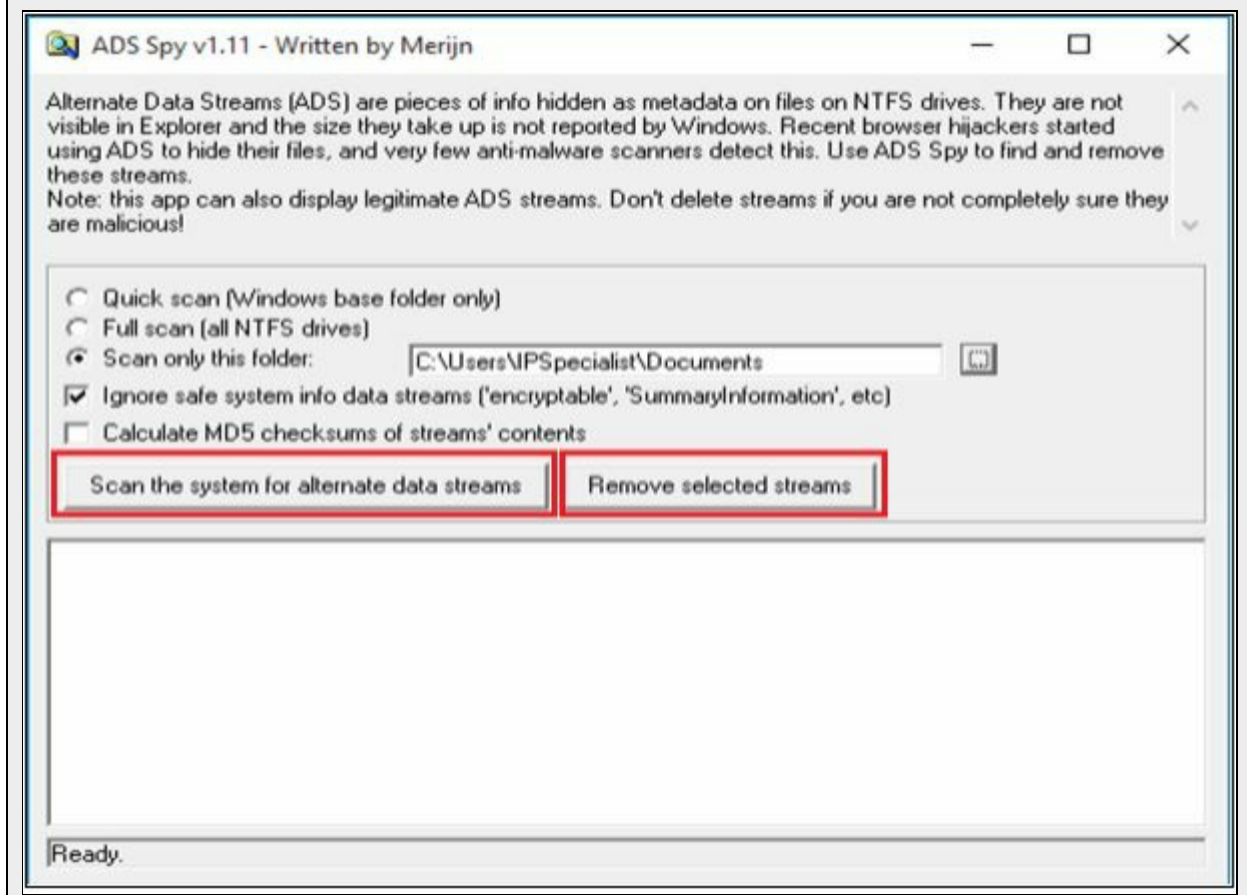 ADS Spy v1.11 - Written by Merijn
Alternate Data Streams (ADS) are pieces of info hidden as metadata on files on NTFS drives. They are not
visible in Explorer and the size they take up is not reported by Windows. Recent browser hijackers started
using ADS to hide their files, and very few anti-malware scanners detect this. Use ADS Spy to find and remove
these streams.
Note: this app can also display legitimate ADS streams. Don't delete streams if you are not completely sure they
are malicious!
Quick scan (Windows base folder only)
Full scan (all NTFS drives)
Scan only this folder: C:\Users\IPSpecialist\Documents
Ignore safe system info data streams ('encryptable', 'SummaryInformation', etc)
Calculate MD5 checksums of streams' contents
Scan the system for alternate data streams Remove selected streams
Ready.